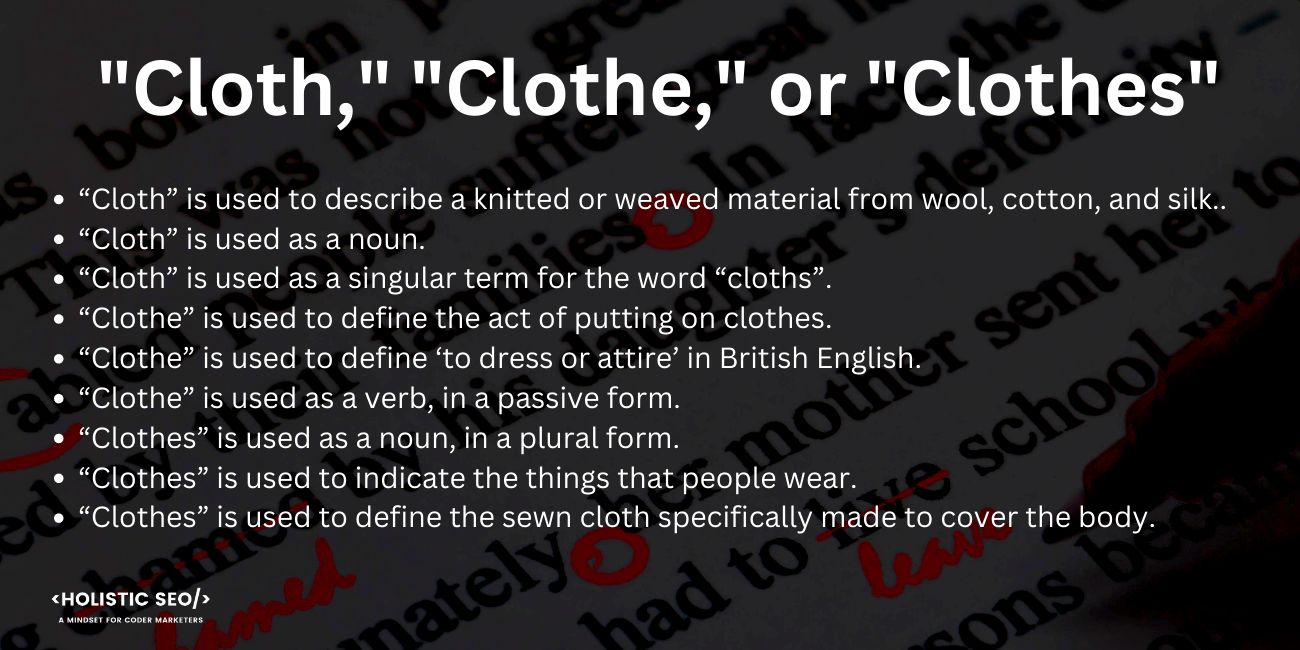 "Cloth," "Clothe," or "Clothes"
• “Cloth” is used to describe a knitted or weaved material from wool, cotton, and silk..
• “Cloth” is used as a noun.
• “Cloth” is used as a singular term for the word “cloths”.
• “Clothe” is used to define the act of putting on clothes.
• “Clothe” is used to define ‘to dress or attire’ in British English.
• “Clothe” is used as a verb, in a passive form.
• “Clothes” is used as a noun, in a plural form.
• “Clothes” is used to indicate the things that people wear.
• “Clothes” is used to define the sewn cloth specifically made to cover the body.
<HOLISTIC SEO/>
A MINDSET FOR CODER MARKETERS